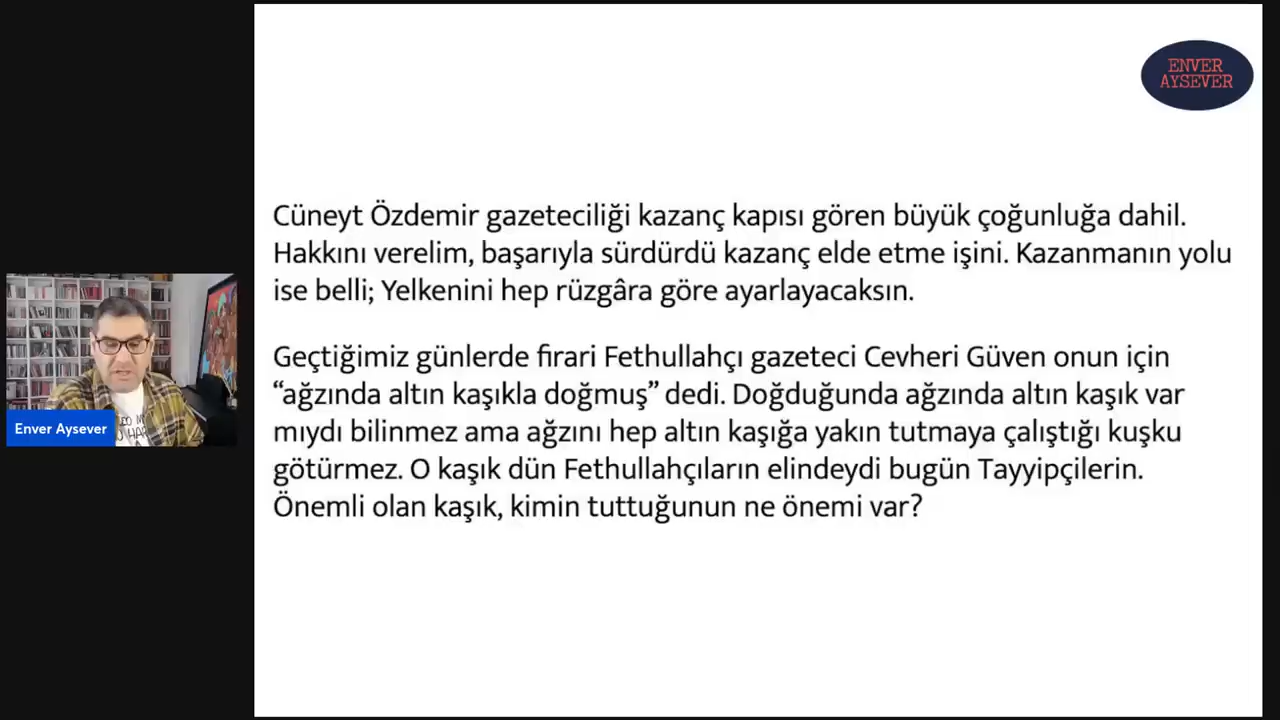 ENVER
AYSEVER
Cüneyt Özdemir gazeteciliği kazanç kapısı gören büyük çoğunluğa dahil.
Hakkını verelim, başarıyla sürdürdü kazanç elde etme işini. Kazanmanın yolu
ise belli; Yelkenini hep rüzgâra göre ayarlayacaksın.
Geçtiğimiz günlerde firari Fethullahçı gazeteci Cevheri Güven onun için
“ağzında altın kaşıkla doğmuş” dedi. Doğduğunda ağzında altın kaşık var
mıydı bilinmez ama ağzını hep altın kaşığa yakın tutmaya çalıştığı kuşku
götürmez. O kaşık dün Fethullahçıların elindeydi bugün Tayyipçilerin.
Önemli olan kaşık, kimin tuttuğunun ne önemi var?
Enver Aysever